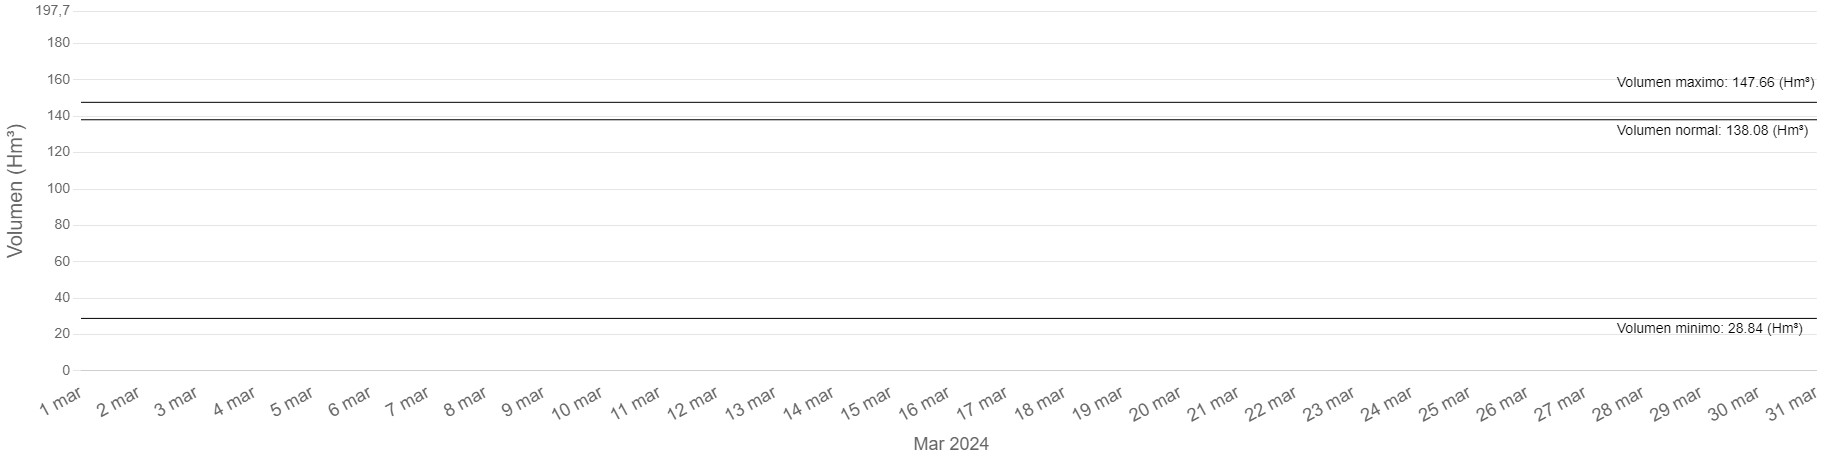 197,7
180
160
140
120
100
80
60
40
20
0
Volumen (Hm³)
Volumen maximo: 147.66 (Hm³)
Volumen normal: 138.08 (Hm³)
Volumen minimo: 28.84 (Hm³)
1 mar
2 mar
3 mar
4 mar
5 mar
6 mar
7 mar
8 mar
9 mar
10 mar
11 mar
12 mar
13 mar
14 mar
15 mar
16 mar
17 mar
18 mar
19 mar
20 mar
21 mar
22 mar
23 mar
24 mar
25 mar
26 mar
27 mar
28 mar
29 mar
30 mar
31 mar
Mar 2024